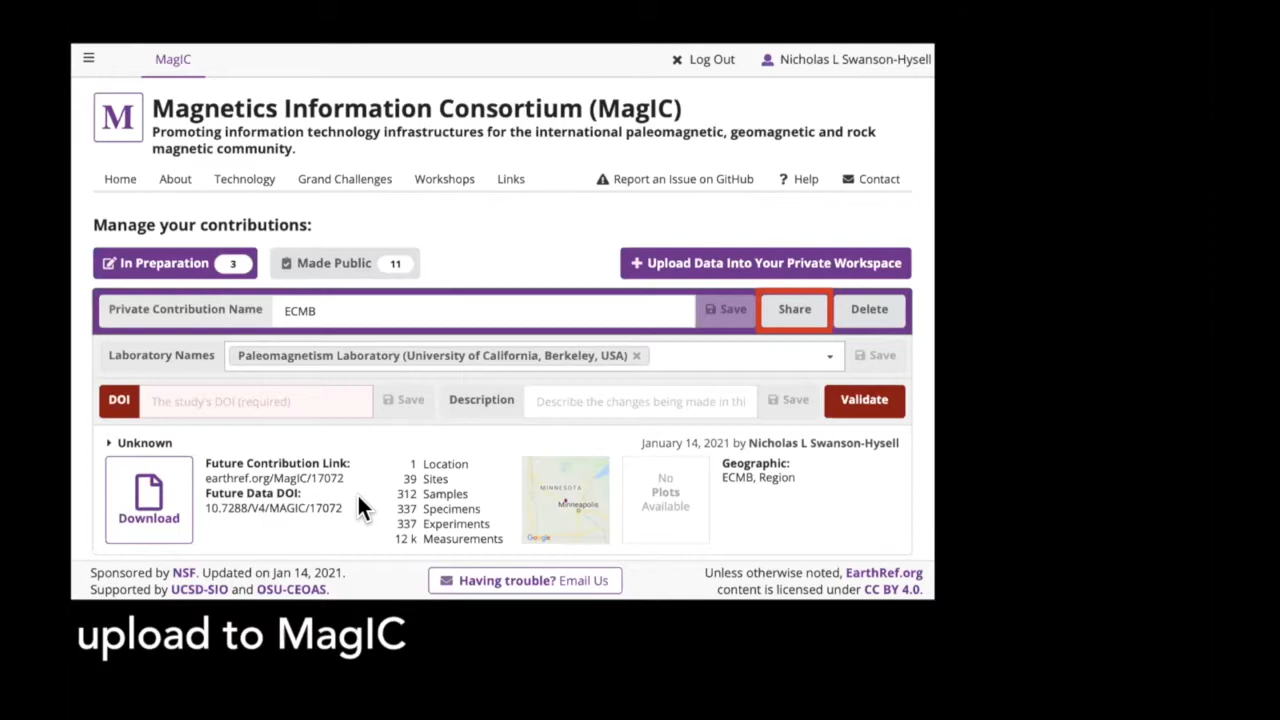 MagIC
Log Out
Nicholas L Swanson-Hysell
M
Magnetics Information Consortium (MagIC)
Promoting information technology infrastructures for the international paleomagnetic, geomagnetic and rock
magnetic community.
Home About Technology Grand Challenges Workshops Links Report an Issue on GitHub ? Help Contact
Manage your contributions:
In Preparation 3 Made Public 11 + Upload Data Into Your Private Workspace
Private Contribution Name ECMB Save Share Delete
Laboratory Names Paleomagnetism Laboratory (University of California, Berkeley, USA) Save
DOI The study's DOI (required) Save Description Describe the changes being made in thi Save Validate
Unknown January 14, 2021 by Nicholas L Swanson-Hysell
Download
Future Contribution Link:
earthref.org/MagIC/17072
Future Data DOI:
10.7288/V4/MAGIC/17072
1 Location
39 Sites
312 Samples
337 Specimens
337 Experiments
12 k Measurements
MINNESOTA
Minneapolis
Google
No
Plots
Available
Geographic:
ECMB, Region
Sponsored by NSF. Updated on Jan 14, 2021.
Supported by UCSD-SIO and OSU-CEOAS.
Having trouble? Email Us
Unless otherwise noted, EarthRef.org
content is licensed under CC BY 4.0.
upload to MagIC